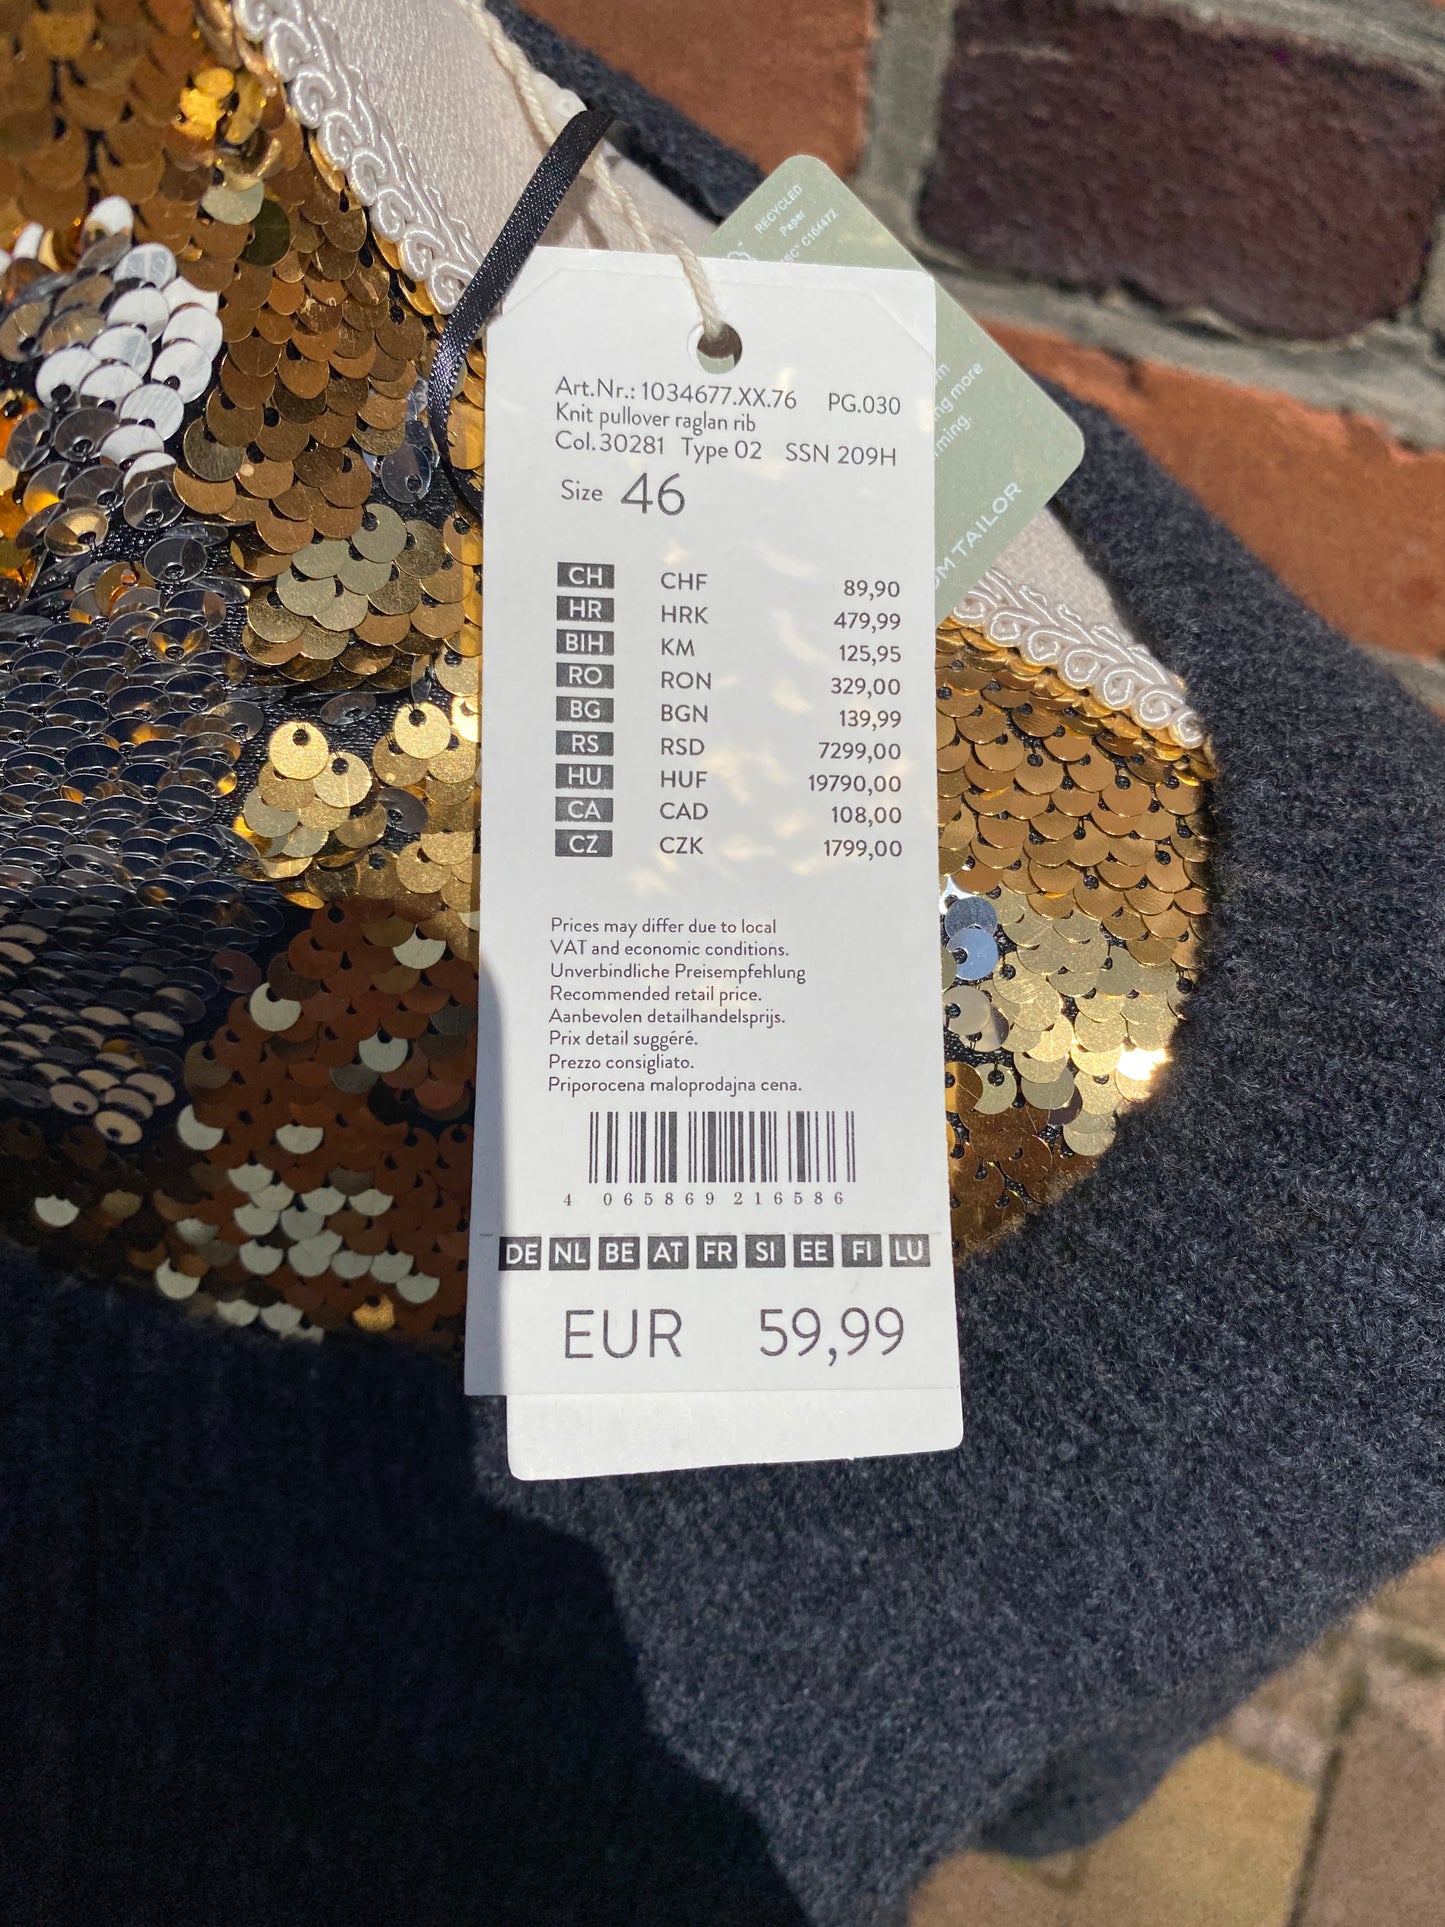 RECYCLED
Paper
C104472
ng more
TAILOR
Art.Nr.: 1034677.XX.76 PG.030
Knit pullover raglan rib
Col.30281 Type 02 SSN 209H
Size 46
CH CHF 89,90
HR HRK 479,99
BIH KM 125,95
RO RON 329,00
BG BGN 139,99
RS RSD 7299,00
HU HUF 19790,00
CA CAD 108,00
CZ CZK 1799,00
Prices may differ due to local
VAT and economic conditions.
Unverbindliche Preisempfehlung
Recommended retail price.
Aanbevolen detailhandelsprijs.
Prix detail suggéré.
Prezzo consigliato.
Priporocena maloprodajna cena.
4 065869 216586
DE NL BE AT FR SI EE FI LU
EUR 59,99